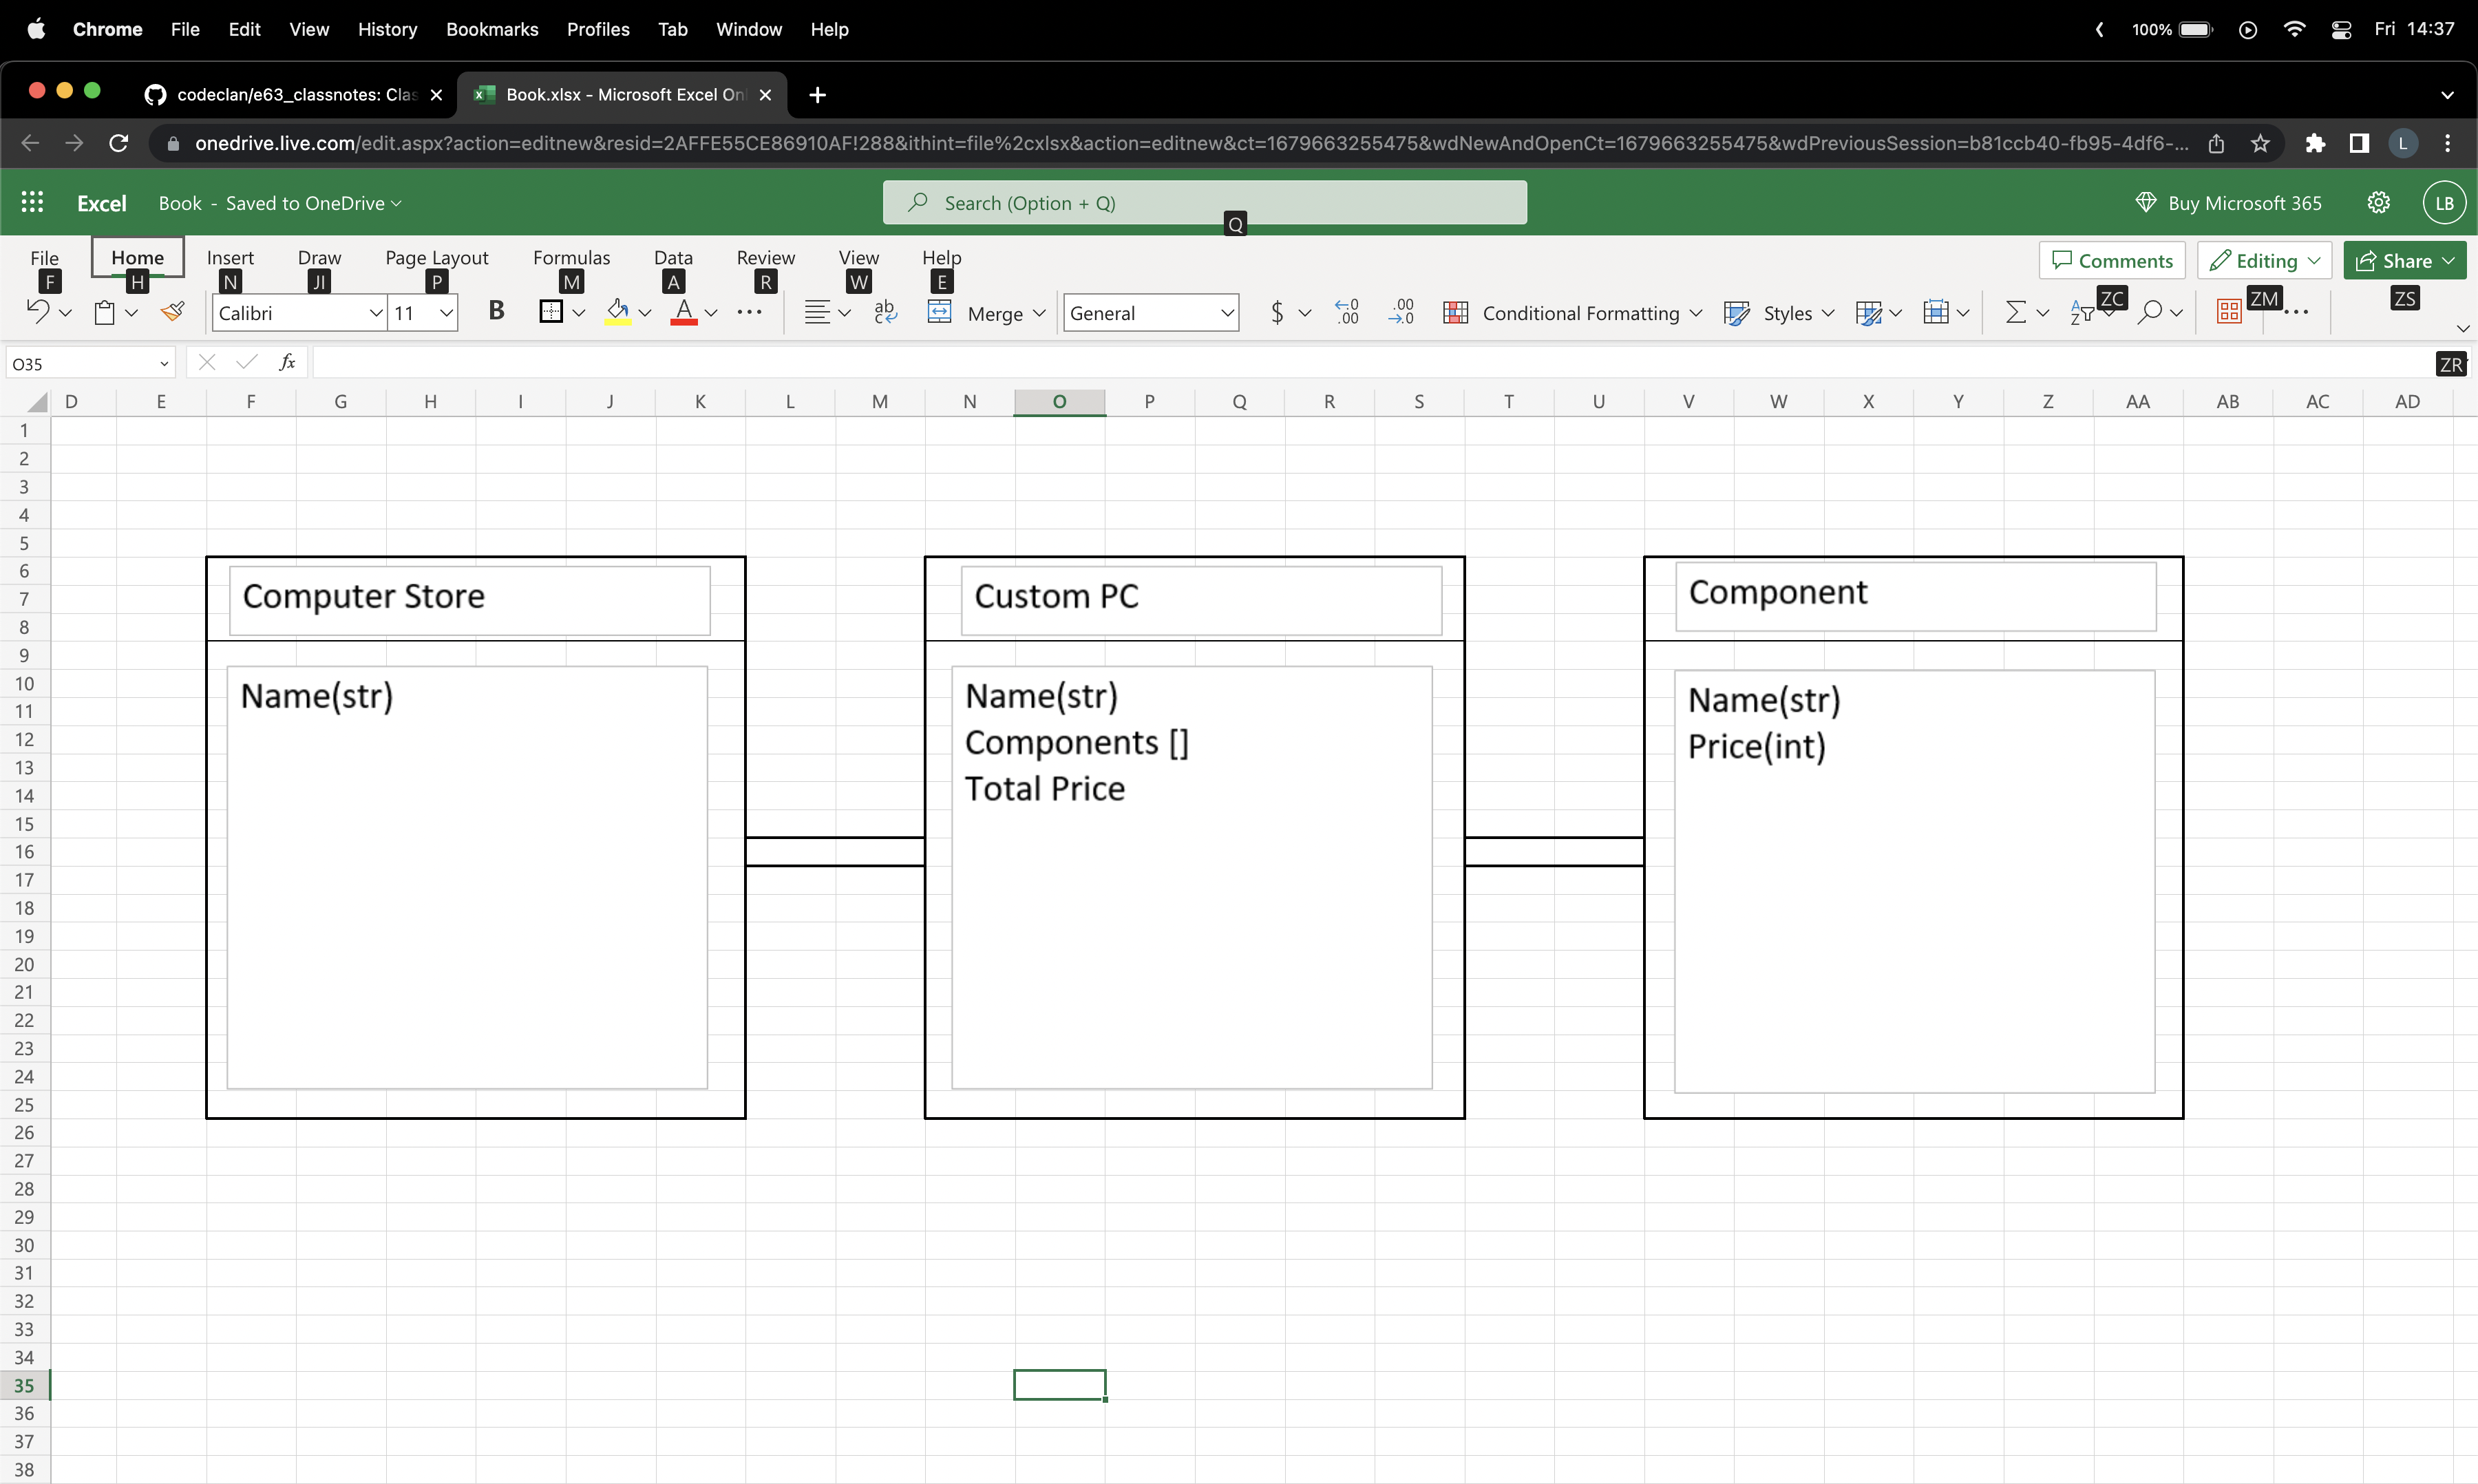 Chrome File Edit View History Bookmarks Profiles Tab Window Help 100% Fri 14:37
codeclan/e63_classnotes: Clas Book.xlsx - Microsoft Excel Onl
onedrive.live.com/edit.aspx?action=editnew&resid=2AFFE55CE86910AF!288&ithint=file%2cxlsx&action=editnew&ct=1679663255475&wdNewAndOpenCt=1679663255475&wdPreviousSession=b81ccb40-fb95-4df6-... L
Excel Book - Saved to OneDrive Search (Option + Q) Buy Microsoft 365 LB
Q
File Home Insert Draw Page Layout Formulas Data Review View Help Comments Editing Share
F H N JI P M A R W E ZC ZM ZS
Calibri 11 B A ab Merge General $ .00 .00 Conditional Formatting Styles
O35 fx ZR
D E F G H I J K L M N O P Q R S T U V W X Y Z AA AB AC AD
1
2
3
4
5
6
7
8
9
10
11
12
13
14
15
16
17
18
19
20
21
22
23
24
25
26
27
28
29
30
31
32
33
34
35
36
37
38
Computer Store
Name(str)
Custom PC
Name(str)
Components []
Total Price
Component
Name(str)
Price(int)